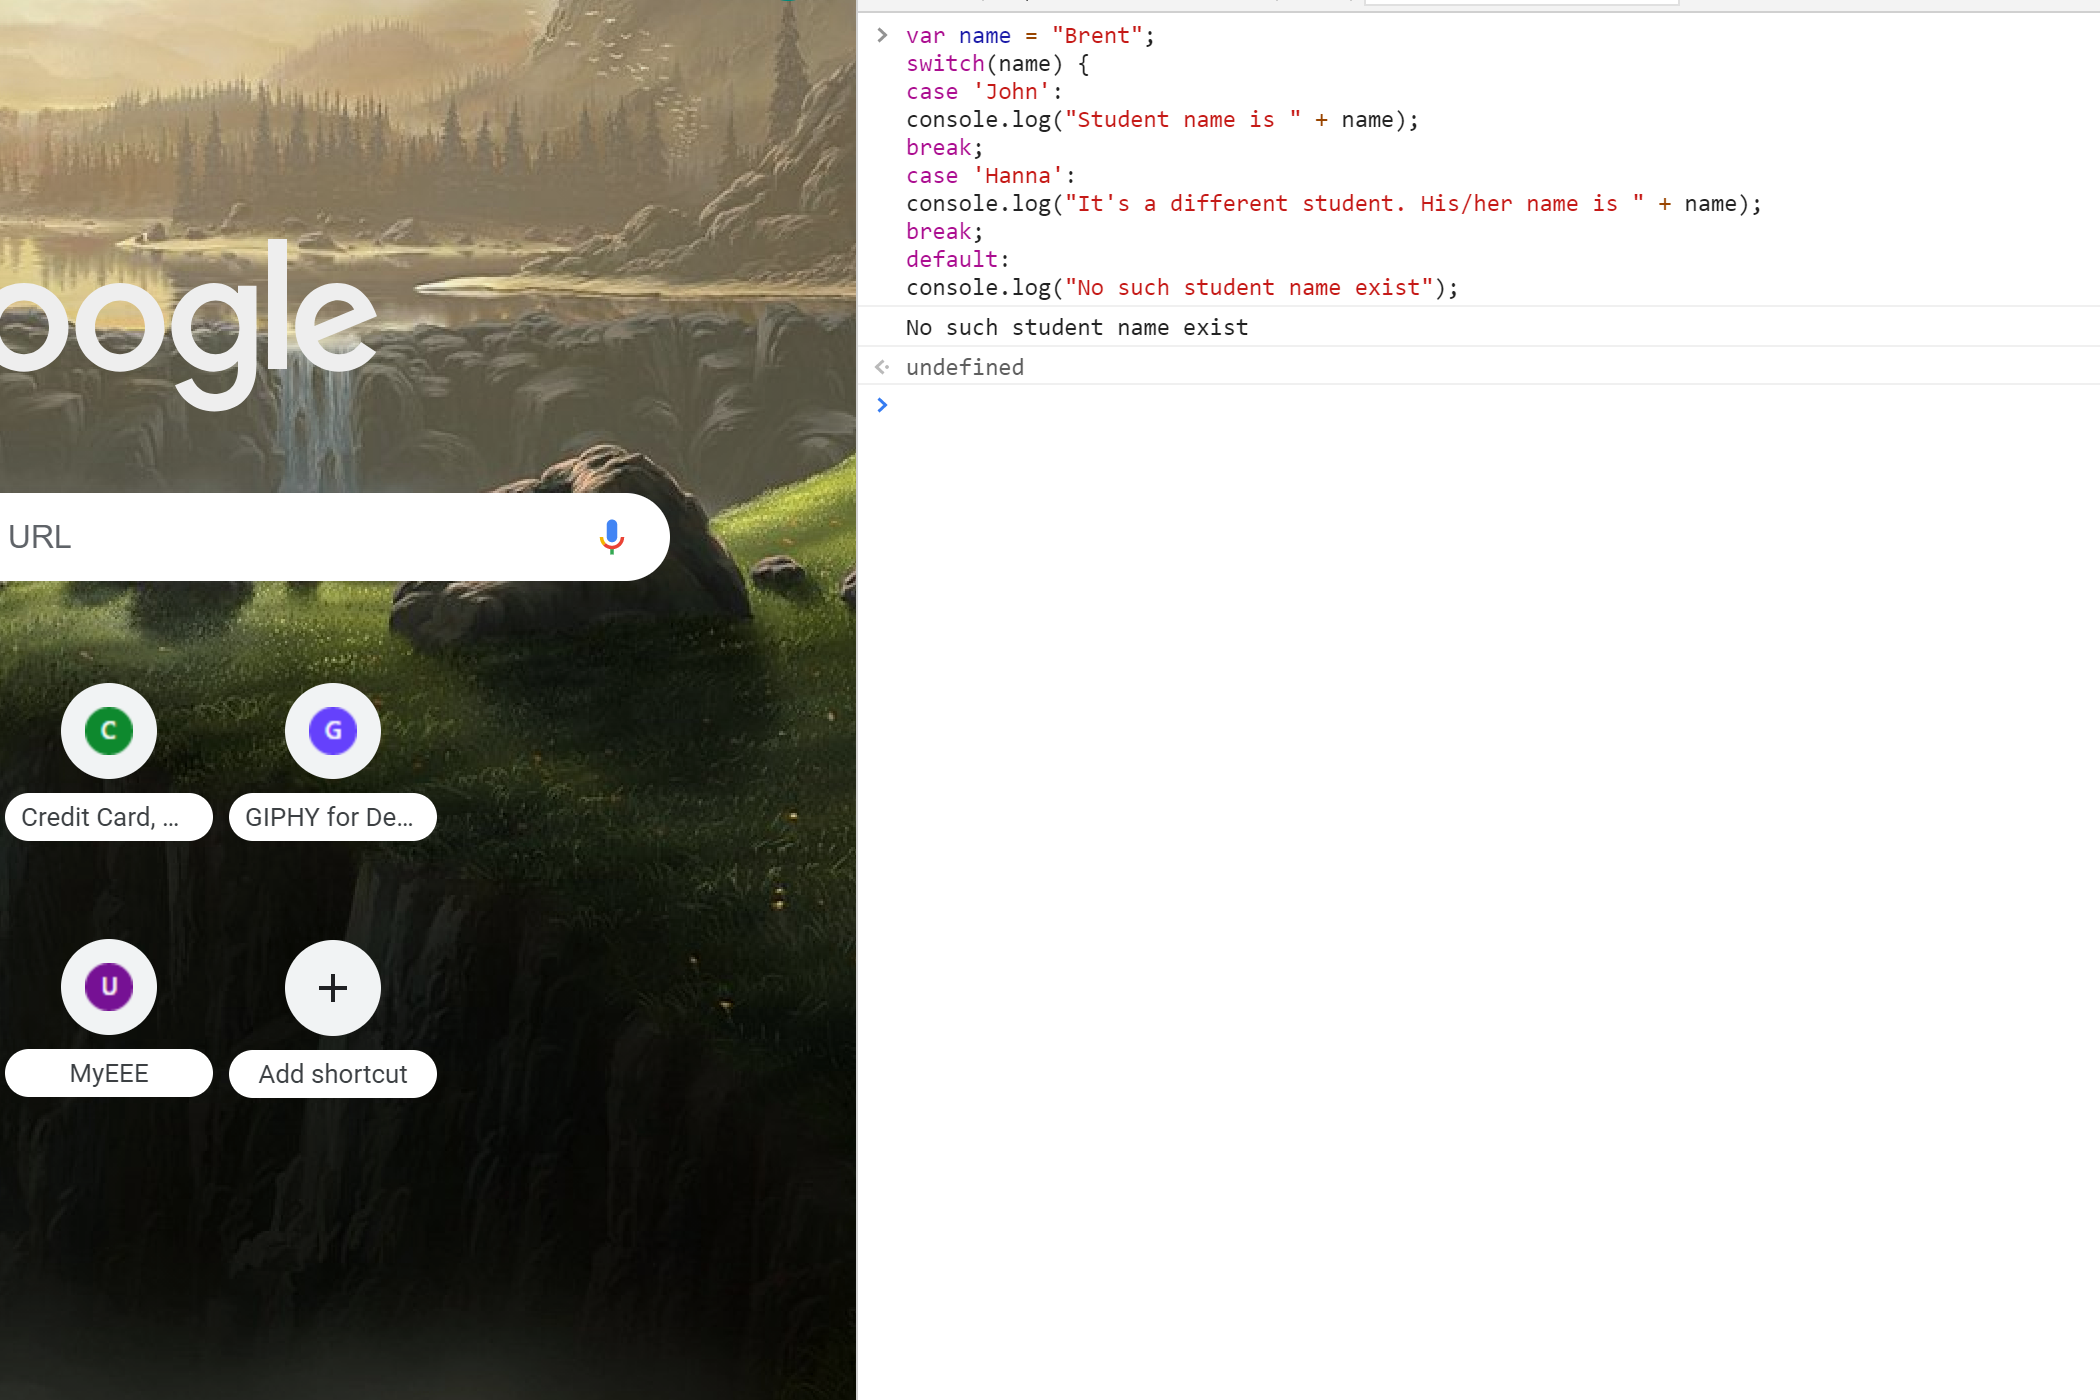 oogle
URL
C
G
Credit Card, ...
GIPHY for De...
U
MyEEE
Add shortcut
var name = "Brent";
switch(name) {
case 'John':
console.log("Student name is " + name);
break;
case 'Hanna':
console.log("It's a different student. His/her name is " + name);
break;
default:
console.log("No such student name exist");
No such student name exist
undefined